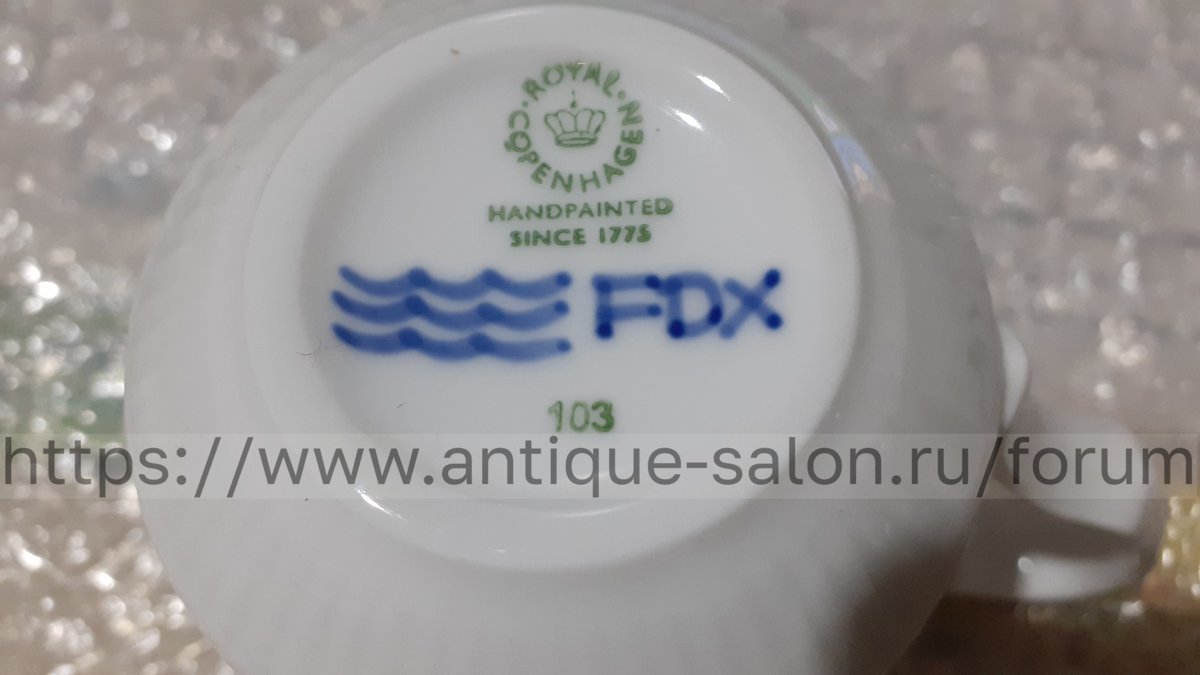 ROYAL COPENHAGEN
HANDPAINTED
SINCE 1775
FDX
103
https://www.antique-salon.ru/forum